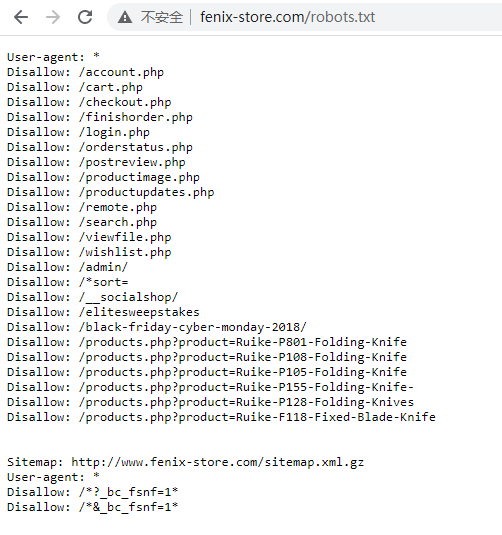 不安全 | fenix-store.com/robots.txt
User-agent: *
Disallow: /account.php
Disallow: /cart.php
Disallow: /checkout.php
Disallow: /finishorder.php
Disallow: /login.php
Disallow: /orderstatus.php
Disallow: /postreview.php
Disallow: /productimage.php
Disallow: /productupdates.php
Disallow: /remote.php
Disallow: /search.php
Disallow: /viewfile.php
Disallow: /wishlist.php
Disallow: /admin/
Disallow: /*sort=
Disallow: /__socialshop/
Disallow: /elitesweepstakes
Disallow: /black-friday-cyber-monday-2018/
Disallow: /products.php?product=Ruike-P801-Folding-Knife
Disallow: /products.php?product=Ruike-P108-Folding-Knife
Disallow: /products.php?product=Ruike-P105-Folding-Knife
Disallow: /products.php?product=Ruike-P155-Folding-Knife-
Disallow: /products.php?product=Ruike-P128-Folding-Knives
Disallow: /products.php?product=Ruike-F118-Fixed-Blade-Knife
Sitemap: http://www.fenix-store.com/sitemap.xml.gz
User-agent: *
Disallow: /*?_bc_fsnf=1*
Disallow: /*&_bc_fsnf=1*